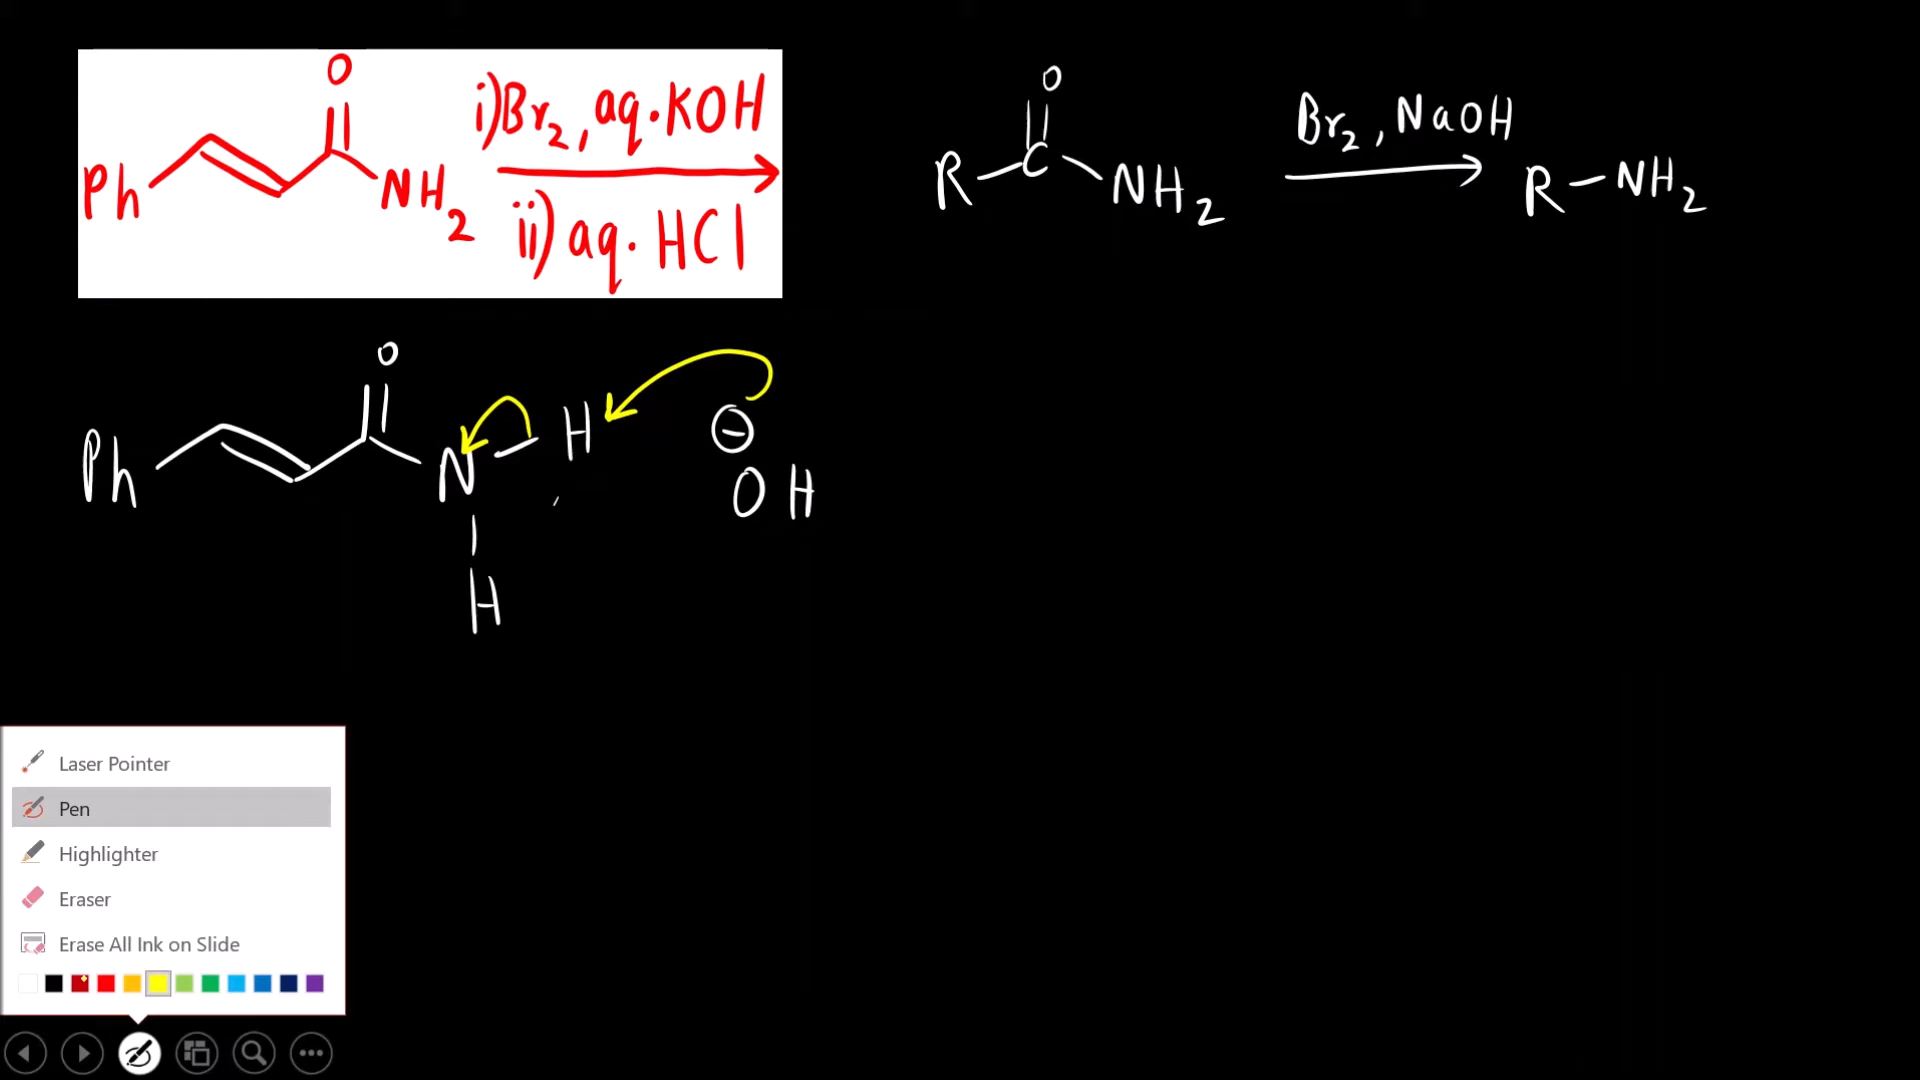 O
Ph NH2
i) Br2, aq. KOH
ii) aq. HCl
O
R C NH2
Br2, NaOH
R-NH2
O
Ph N H
H
⊖
OH
Laser Pointer
Pen
Highlighter
Eraser
Erase All Ink on Slide